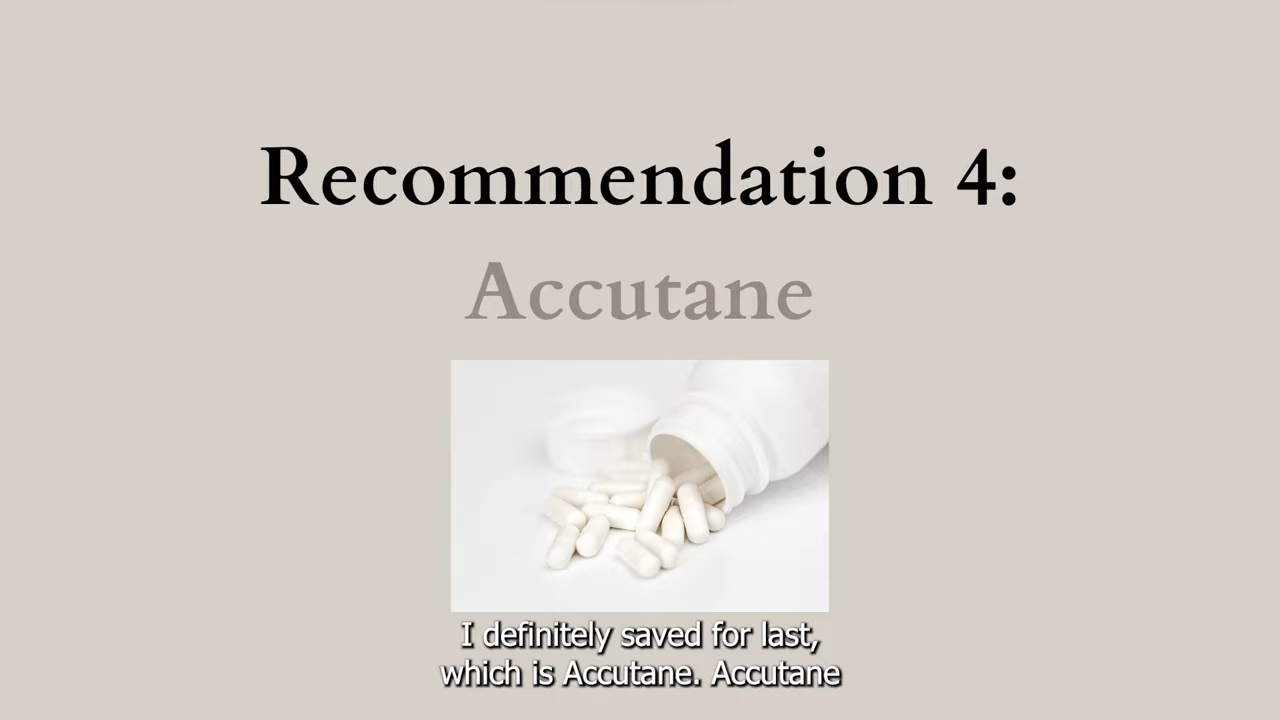 Recommendation 4:
Accutane
I definitely saved for last,
which is Accutane. Accutane